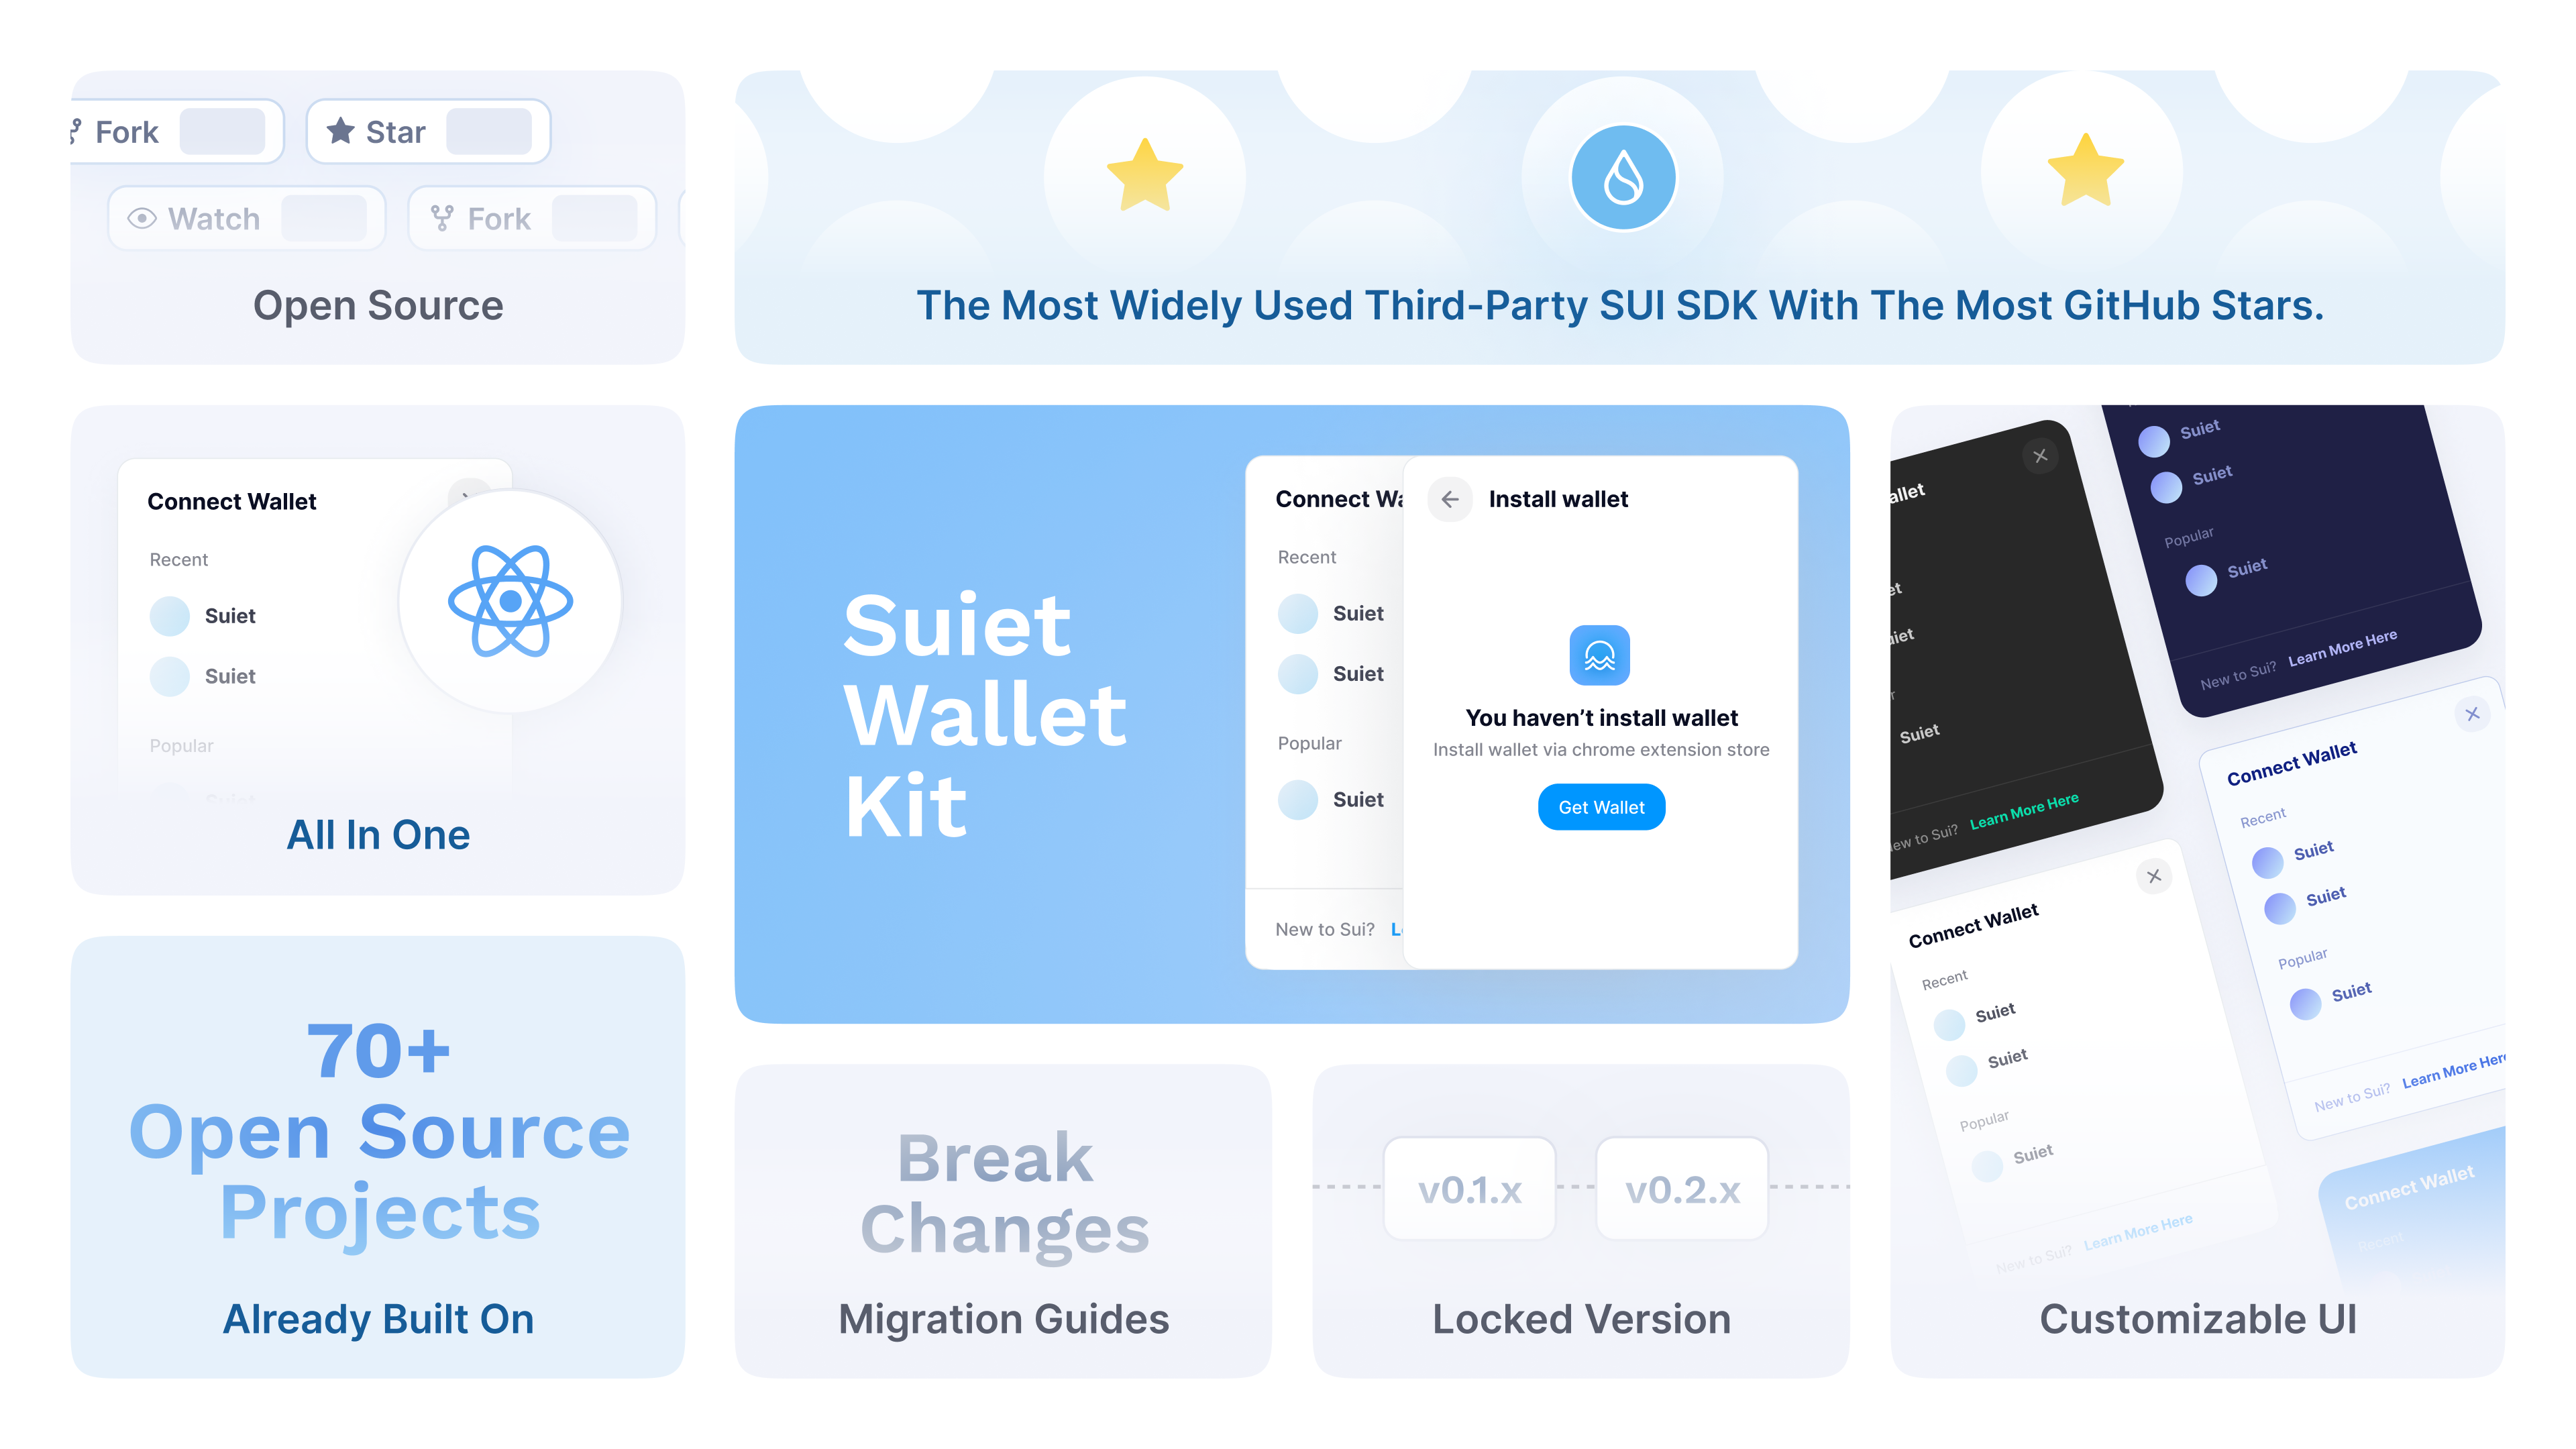 Fork
Star
Watch
Fork
Open Source
The Most Widely Used Third-Party SUI SDK With The Most GitHub Stars.
Connect Wallet
Recent
Suiet
Suiet
Popular
Suiet
All In One
Suiet
Wallet
Kit
Connect Wa
Recent
Suiet
Suiet
Popular
Suiet
New to Sui? L
Install wallet
You haven’t install wallet
Install wallet via chrome extension store
Get Wallet
allet
et
iet
r
Suiet
ew to Sui? Learn More Here
Suiet
Suiet
Popular
Suiet
New to Sui? Learn More Here
Connect Wallet
Recent
Suiet
Suiet
Popular
Suiet
New to Sui? Learn More Here
Connect Wallet
Recent
Suiet
Suiet
Popular
Suiet
New to Sui? Learn More Here
Connect Wallet
Recent
Customizable UI
70+
Open Source
Projects
Already Built On
Break
Changes
Migration Guides
v0.1.x
v0.2.x
Locked Version